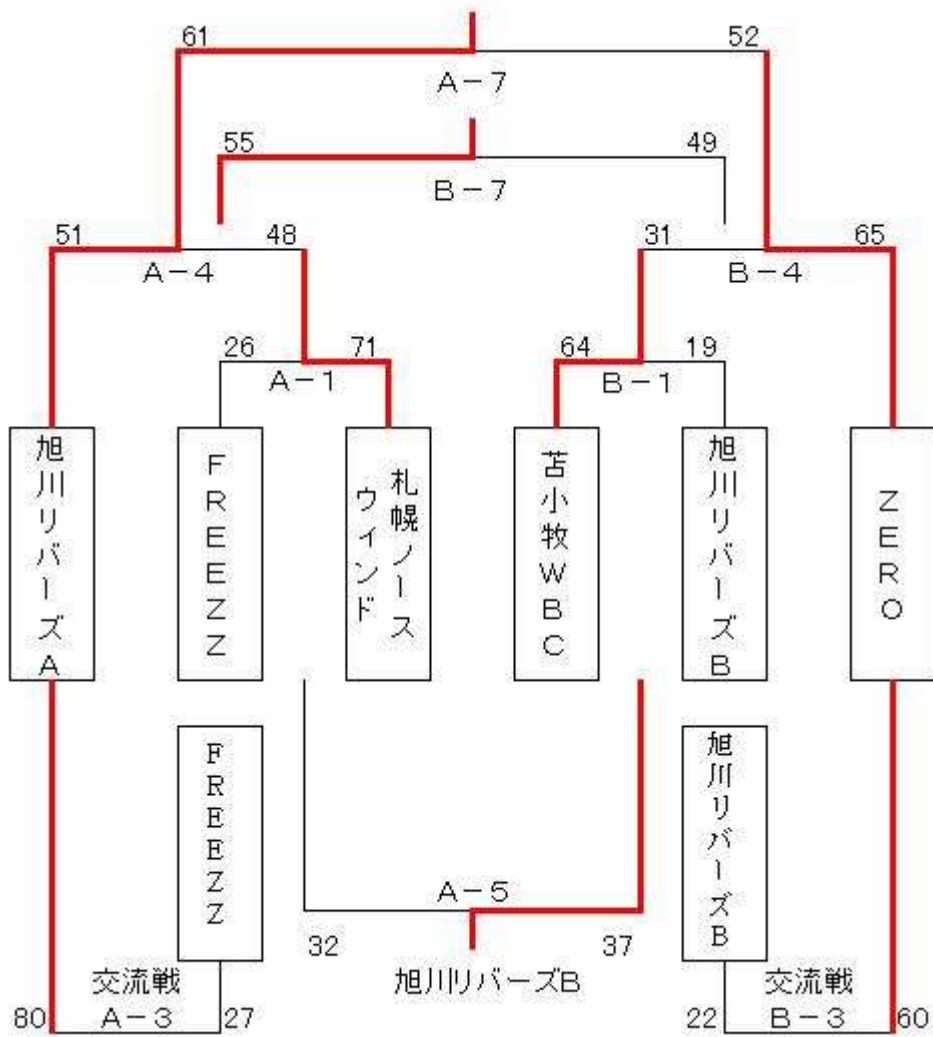 61 52
A-7
55 49
B-7
51 48 31 65
A-4 B-4
26 71 64 19
A-1 B-1
旭川リバーズA
FREEZZ
札幌ノース
ウィンド
苫小牧WBC
旭川リバーズB
ZERO
FREEZZ
旭川リバーズB
A-5
32 37
旭川リバーズB
交流戦 交流戦
80 A-3 27 22 B-3 60